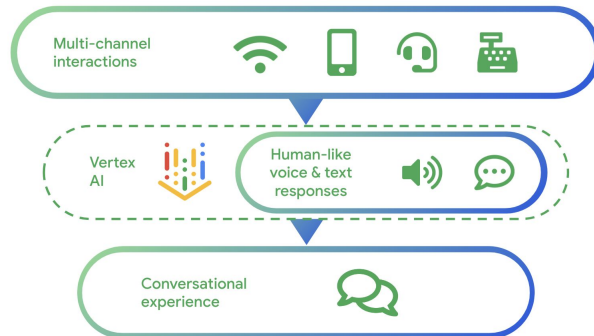 Multi-channel
interactions
Vertex
AI
Human-like
voice & text
responses
Conversational
experience